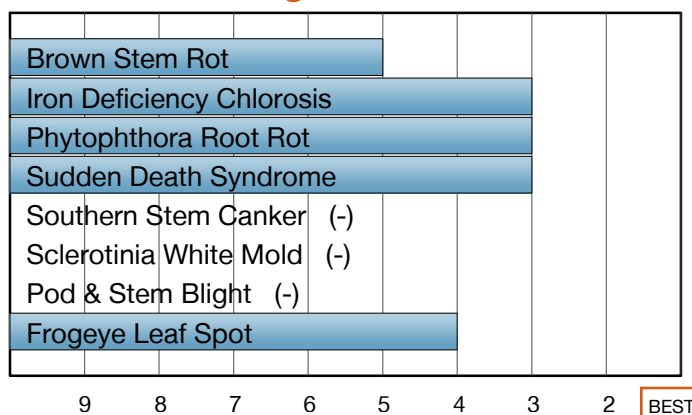 Brown Stem Rot
Iron Deficiency Chlorosis
Phytophthora Root Rot
Sudden Death Syndrome
Southern Stem Canker (-)
Sclerotinia White Mold (-)
Pod & Stem Blight (-)
Frogeye Leaf Spot
9 8 7 6 5 4 3 2 BEST